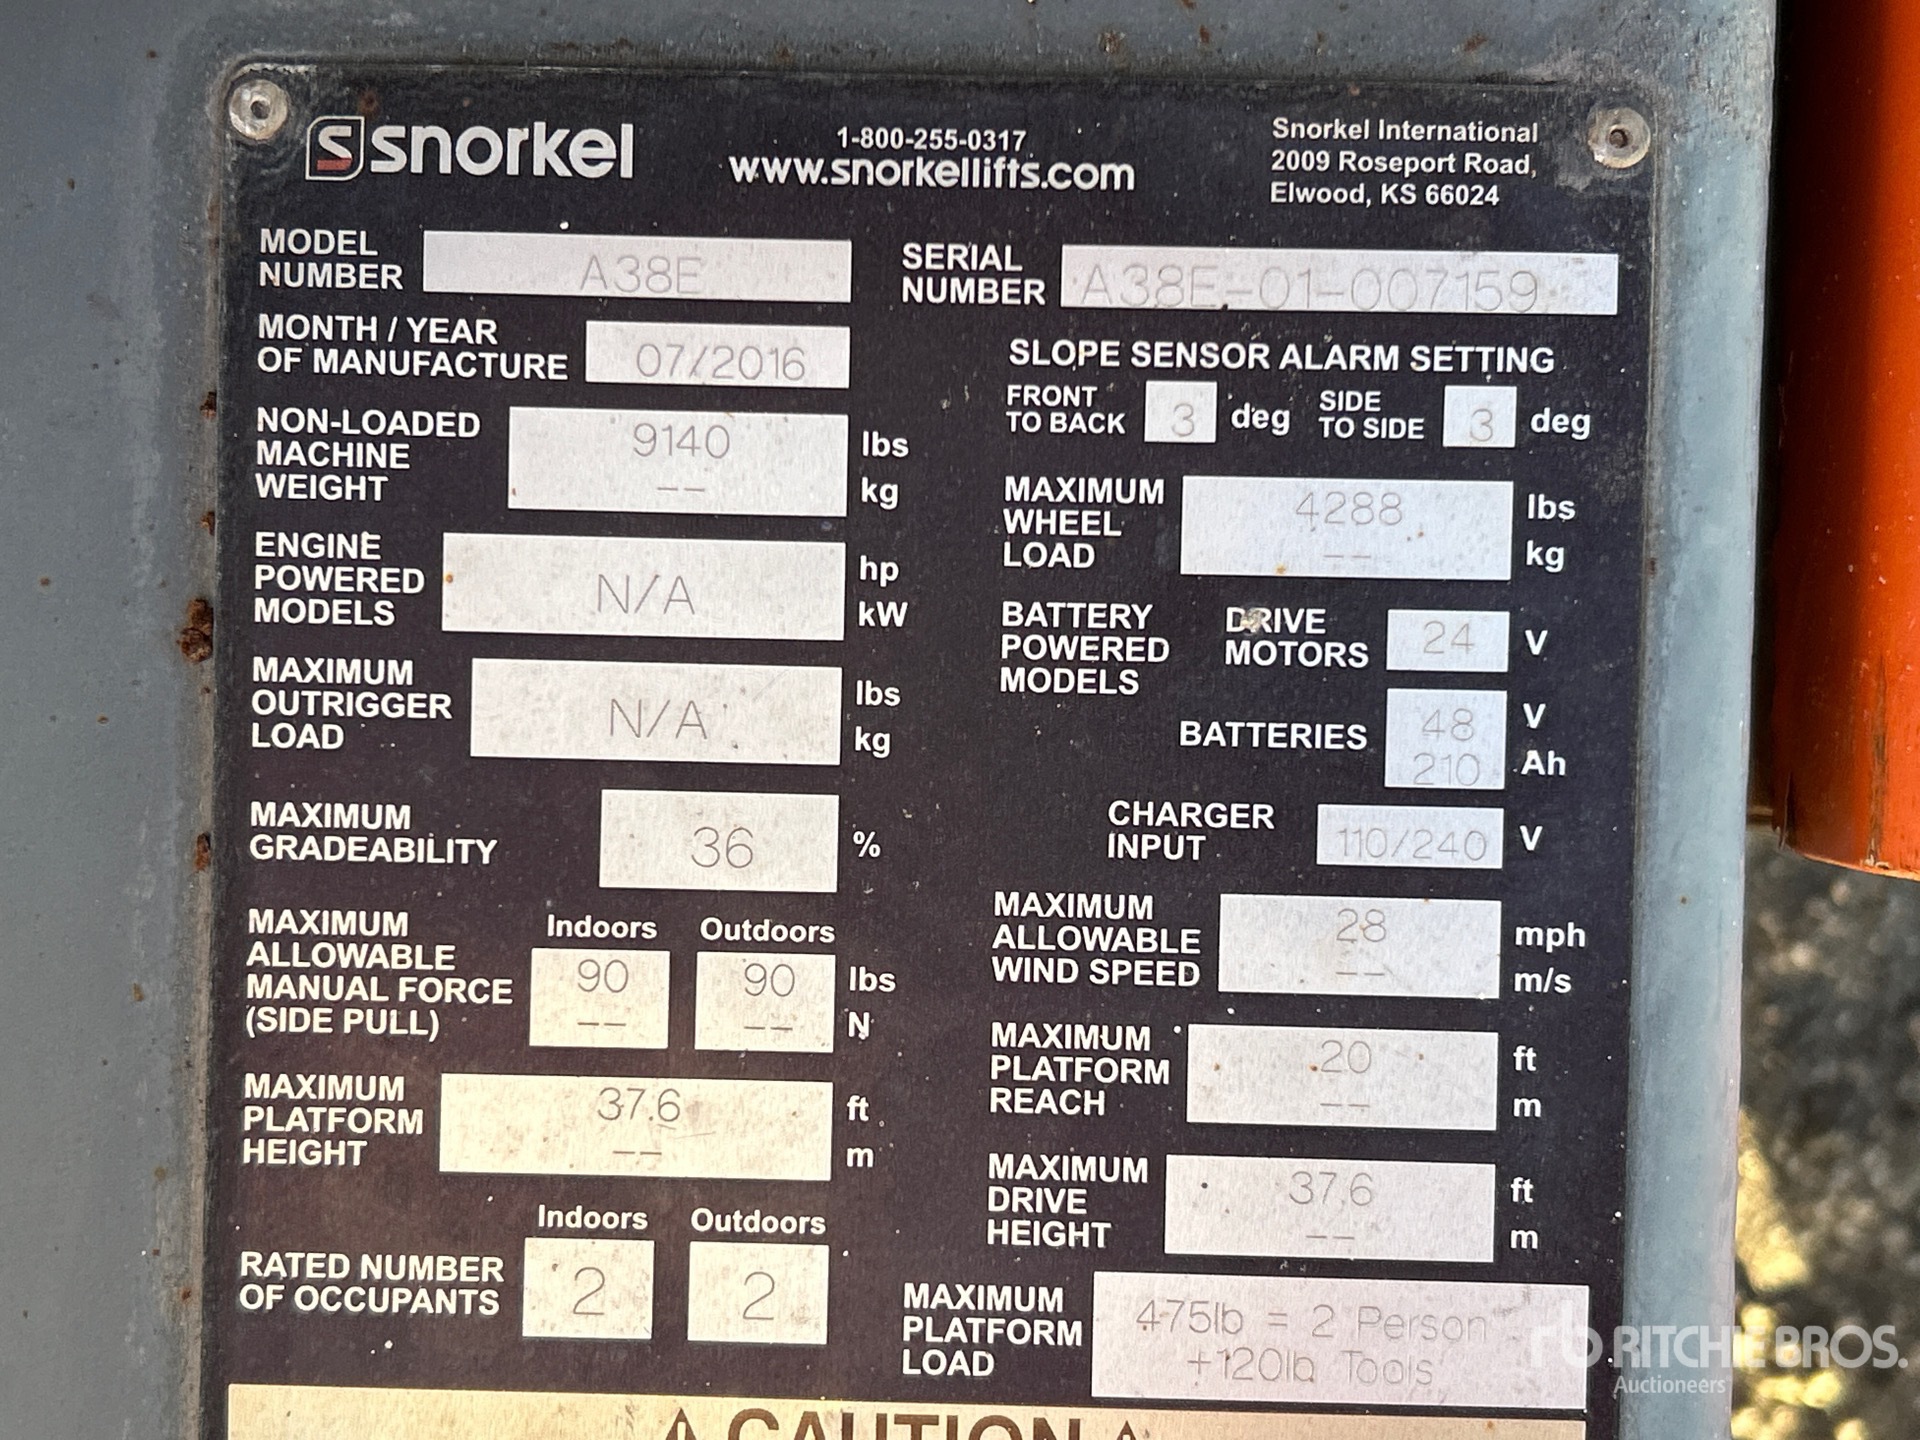 snorkel
1-800-255-0317
www.snorkellifts.com
Snorkel International
2009 Roseport Road,
Elwood, KS 66024
MODEL
NUMBER
A38E
SERIAL
NUMBER
A38E-01-007159
MONTH / YEAR
OF MANUFACTURE
07/2016
SLOPE SENSOR ALARM SETTING
FRONT
TO BACK
3 deg
SIDE
TO SIDE
3 deg
NON-LOADED
MACHINE
WEIGHT
9140 lbs
-- kg
MAXIMUM
WHEEL
LOAD
4288 lbs
-- kg
ENGINE
POWERED
MODELS
N/A
hp
kW
BATTERY
POWERED
MODELS
DRIVE
MOTORS
24 V
BATTERIES
48 V
210 Ah
MAXIMUM
OUTRIGGER
LOAD
N/A
lbs
kg
MAXIMUM
GRADEABILITY
36 %
CHARGER
INPUT
110/240 V
MAXIMUM
ALLOWABLE
MANUAL FORCE
(SIDE PULL)
Indoors Outdoors
90 90 lbs
-- -- N
MAXIMUM
ALLOWABLE
WIND SPEED
28 mph
-- m/s
MAXIMUM
PLATFORM
REACH
20 ft
-- m
MAXIMUM
PLATFORM
HEIGHT
37.6 ft
-- m
MAXIMUM
DRIVE
HEIGHT
37.6 ft
-- m
RATED NUMBER
OF OCCUPANTS
Indoors Outdoors
2 2
MAXIMUM
PLATFORM
LOAD
475lb = 2 Person
+120lb Tools
CAUTION
rb RITCHIE BROS.
Auctioneers